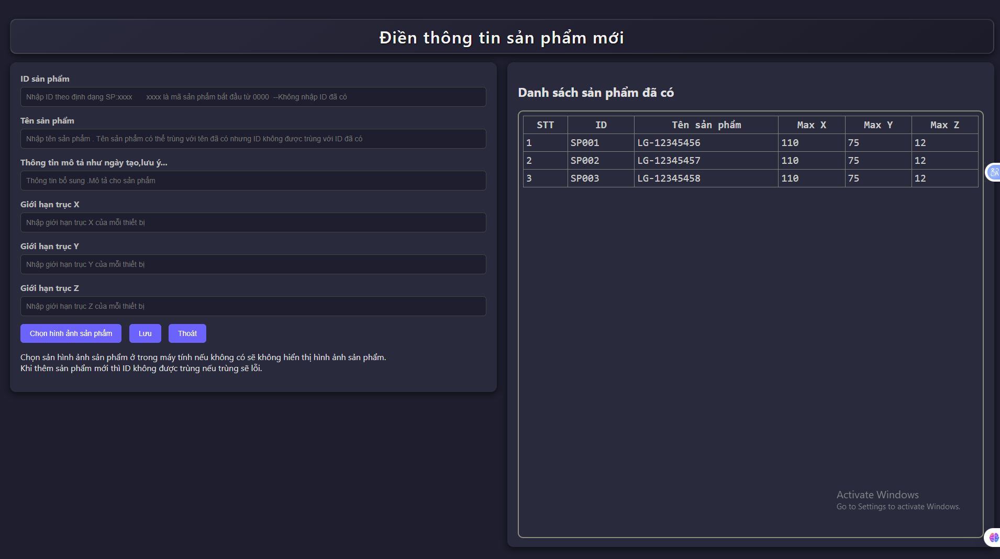 Điền thông tin sản phẩm mới
ID sản phẩm
Nhập ID theo định dạng SP:xxxx xxxx là mã sản phẩm bắt đầu từ 0000 --Không nhập ID đã có
Tên sản phẩm
Nhập tên sản phẩm . Tên sản phẩm có thể trùng với tên đã có nhưng ID không được trùng với ID đã có
Thông tin mô tả như ngày tạo,lưu ý...
Thông tin bổ sung .Mô tả cho sản phẩm
Giới hạn trục X
Nhập giới hạn trục X của mỗi thiết bị
Giới hạn trục Y
Nhập giới hạn trục Y của mỗi thiết bị
Giới hạn trục Z
Nhập giới hạn trục Z của mỗi thiết bị
Chọn hình ảnh sản phẩm Lưu Thoát
Chọn sản hình ảnh sản phẩm ở trong máy tính nếu không có sẽ không hiển thị hình ảnh sản phẩm.
Khi thêm sản phẩm mới thì ID không được trùng nếu trùng sẽ lỗi.
Danh sách sản phẩm đã có
STT ID Tên sản phẩm Max X Max Y Max Z
1 SP001 LG-12345456 110 75 12
2 SP002 LG-12345457 110 75 12
3 SP003 LG-12345458 110 75 12
Activate Windows
Go to Settings to activate Windows.